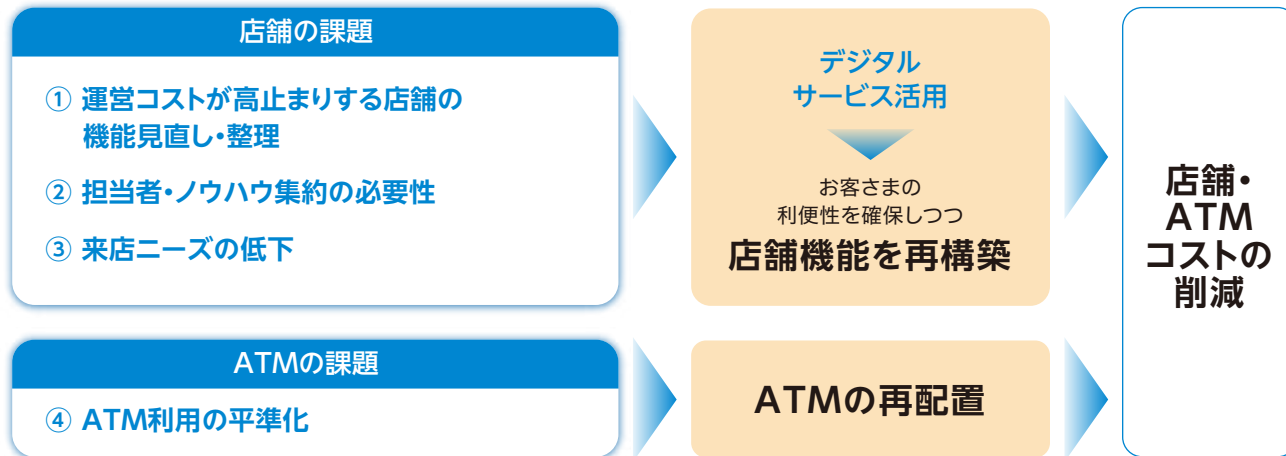 店舗の課題
① 運営コストが高止まりする店舗の
機能見直し・整理
② 担当者・ノウハウ集約の必要性
③ 来店ニーズの低下
デジタル
サービス活用
お客さまの
利便性を確保しつつ
店舗機能を再構築
ATMの課題
④ ATM利用の平準化
ATMの再配置
店舗・
ATM
コストの
削減